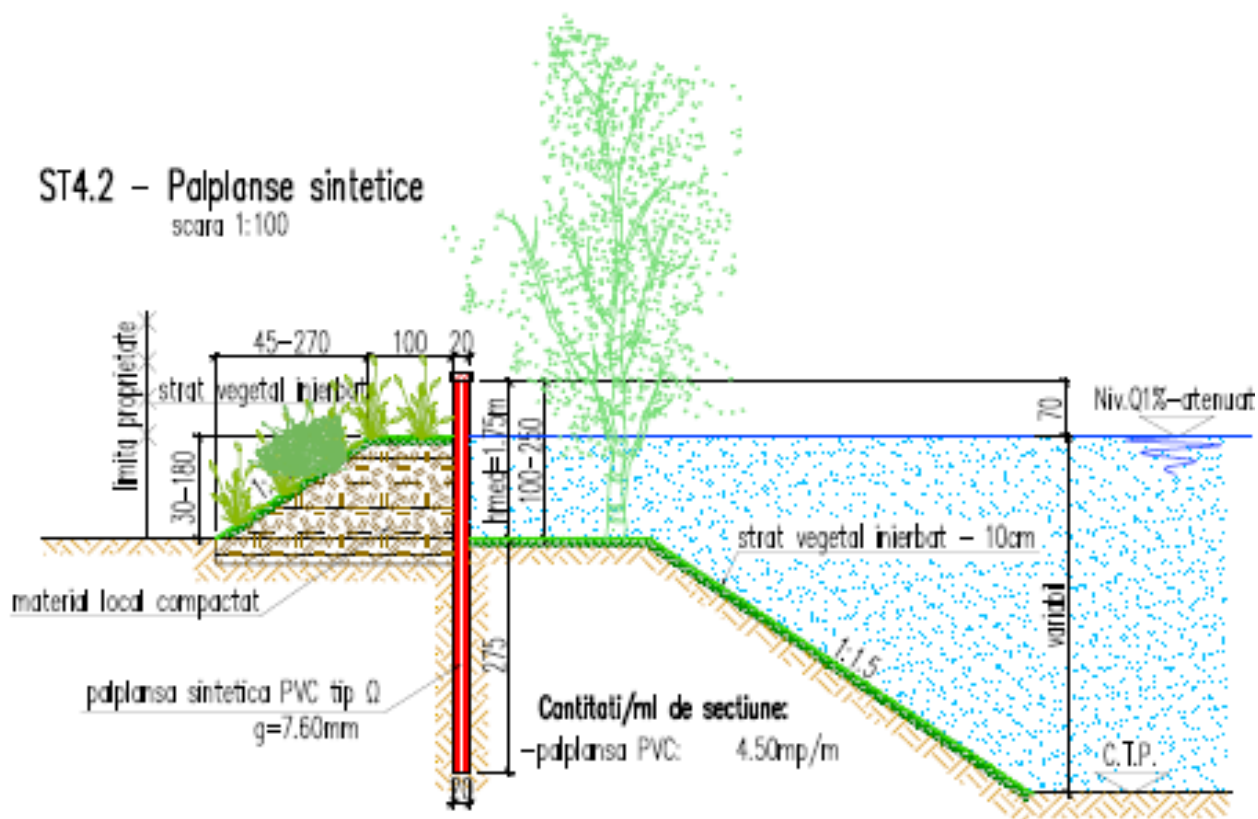 ST4.2 - Palplanse sintetice
scara 1:100
limita proprietate
45-270
100
20
strat vegetal inierbat
30-180
hmed=1.75m
100-250
70
Niv.Q1%-atenuat
strat vegetal inierbat - 10cm
material local compactat
275
variabil
1:1.5
palplansa sintetica PVC tip Ω
g=7.60mm
Cantitati/ml de sectiune:
-palplansa PVC: 4.50mp/m
C.T.P.
20